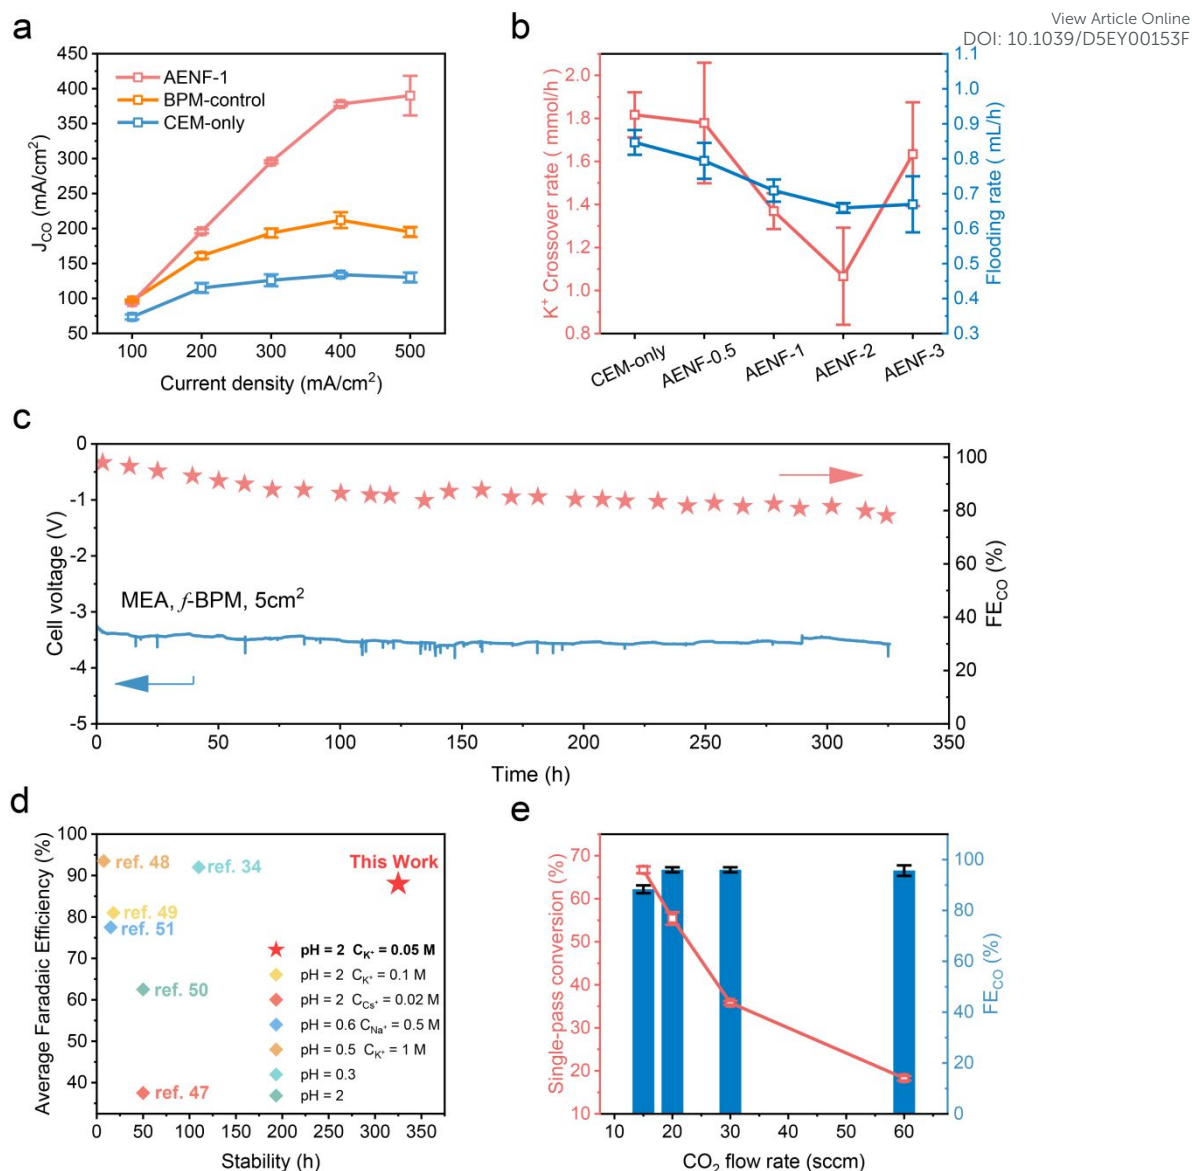 View Article Online
DOI: 10.1039/D5EY00153F
a
450
400
350
300
250
200
150
100
50
J_CO (mA/cm²)
AENF-1
BPM-control
CEM-only
100 200 300 400 500
Current density (mA/cm²)
b
2.0
1.8
1.6
1.4
1.2
1.0
0.8
K⁺ Crossover rate ( mmol/h )
1.1
1.0
0.9
0.8
0.7
0.6
0.5
0.4
0.3
Flooding rate ( mL/h)
CEM-only AENF-0.5 AENF-1 AENF-2 AENF-3
c
0
-1
-2
-3
-4
-5
Cell voltage (V)
MEA, f-BPM, 5cm²
100
80
60
40
20
0
FE_CO (%)
0 50 100 150 200 250 300 350
Time (h)
d
100
90
80
70
60
50
40
Average Faradaic Efficiency (%)
ref. 48
ref. 34
This Work
ref. 49
ref. 51
ref. 50
ref. 47
pH = 2 C_K⁺ = 0.05 M
pH = 2 C_K⁺ = 0.1 M
pH = 2 C_Cs⁺ = 0.02 M
pH = 0.6 C_Na⁺ = 0.5 M
pH = 0.5 C_K⁺ = 1 M
pH = 0.3
pH = 2
0 50 100 150 200 250 300 350
Stability (h)
e
70
60
50
40
30
20
10
Single-pass conversion (%)
100
80
60
40
20
0
FE_CO (%)
10 20 30 40 50 60
CO₂ flow rate (sccm)